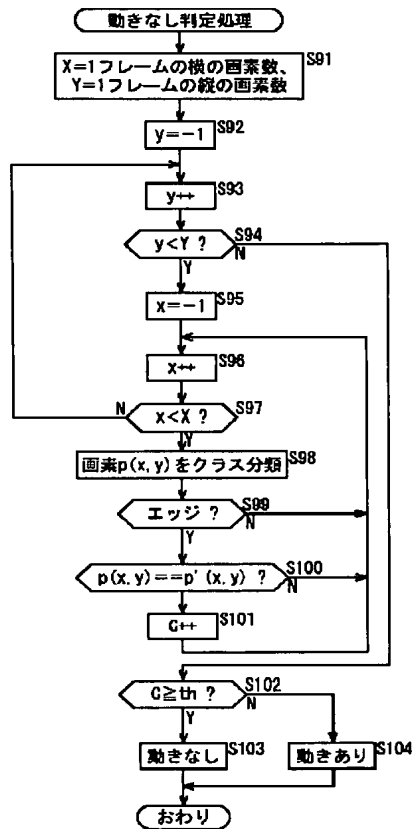 動きなし判定処理
S91
X=1フレームの横の画素数、
Y=1フレームの縦の画素数
S92
y=-1
S93
y++
S94
y<Y ?
N
Y
S95
x=-1
x++
S96
N
x<X ?
S97
Y
画素p(x,y)をクラス分類
S98
エッジ ?
S99
N
Y
p(x,y)==p'(x,y) ?
S100
N
Y
C++
S101
C≧th ?
S102
N
Y
動きなし
S103
動きあり
S104
おわり